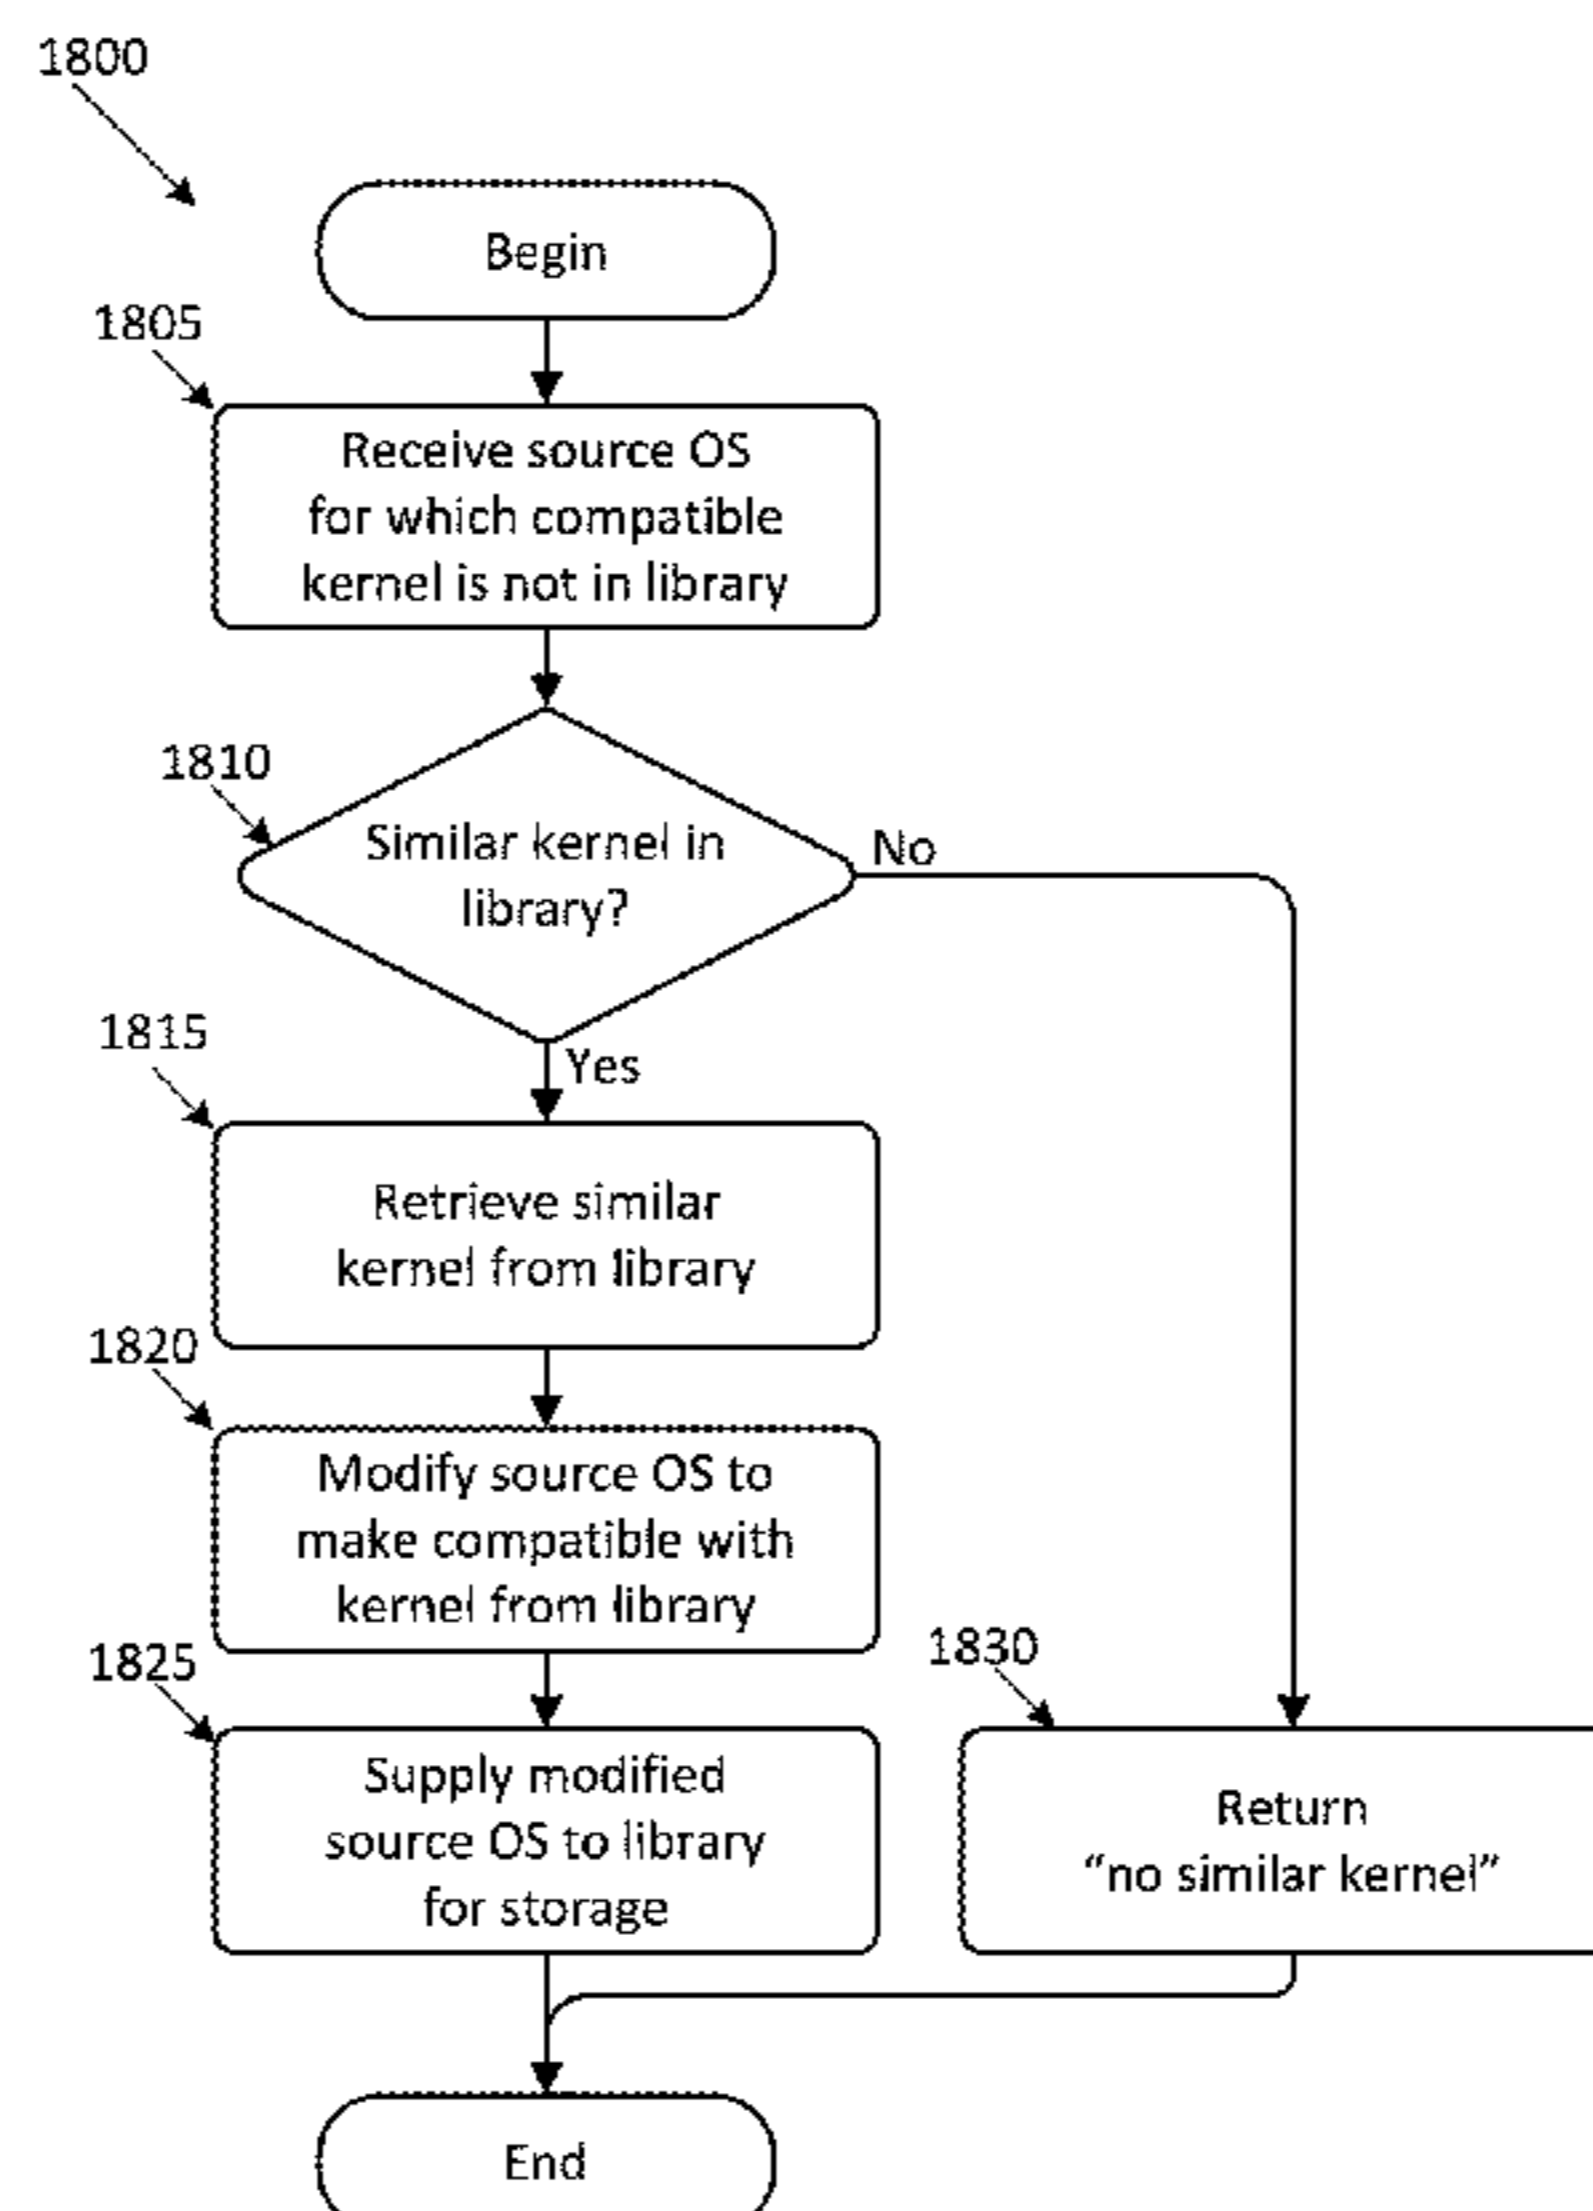 1800
Begin
1805
Receive source OS
for which compatible
kernel is not in library
1810
Similar kernel in
library?
No
Yes
1815
Retrieve similar
kernel from library
1820
Modify source OS to
make compatible with
kernel from library
1825
Supply modified
source OS to library
for storage
1830
Return
“no similar kernel”
End